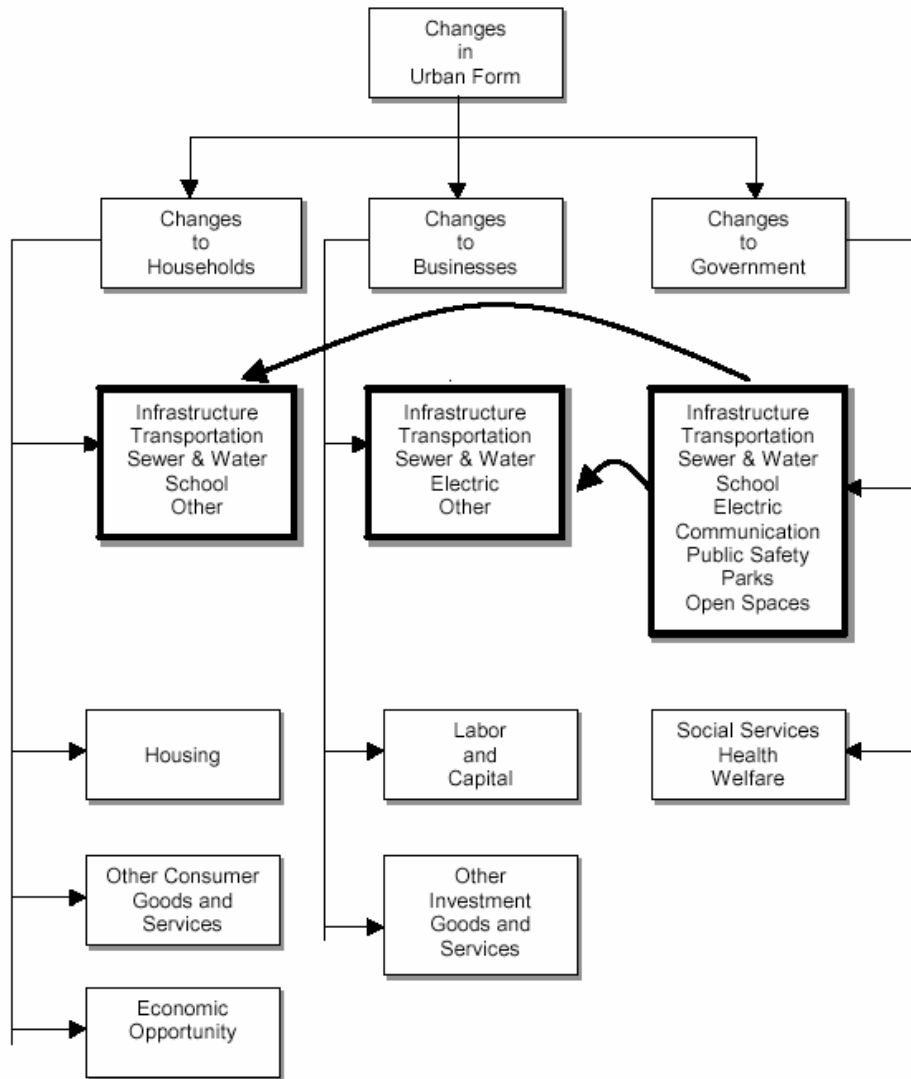 Changes
in
Urban Form
Changes
to
Households
Changes
to
Businesses
Changes
to
Government
Infrastructure
Transportation
Sewer & Water
School
Other
Infrastructure
Transportation
Sewer & Water
Electric
Other
Infrastructure
Transportation
Sewer & Water
School
Electric
Communication
Public Safety
Parks
Open Spaces
Housing
Labor
and
Capital
Social Services
Health
Welfare
Other Consumer
Goods and
Services
Other
Investment
Goods and
Services
Economic
Opportunity